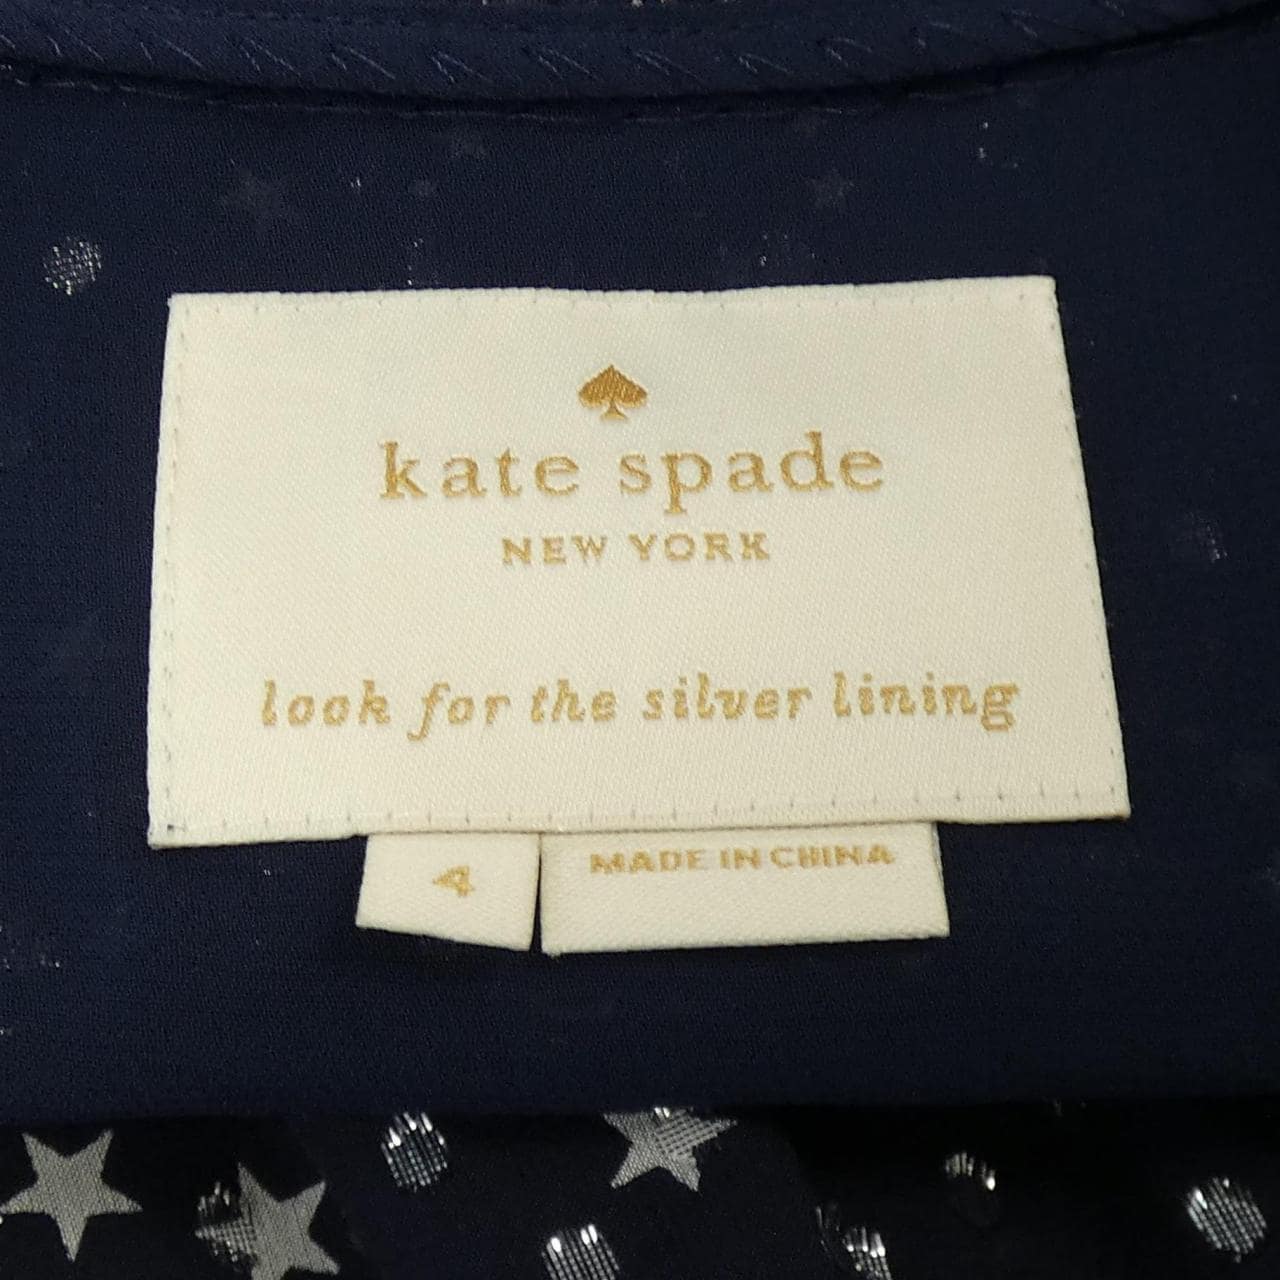 kate spade
NEW YORK
look for the silver lining
4
MADE IN CHINA